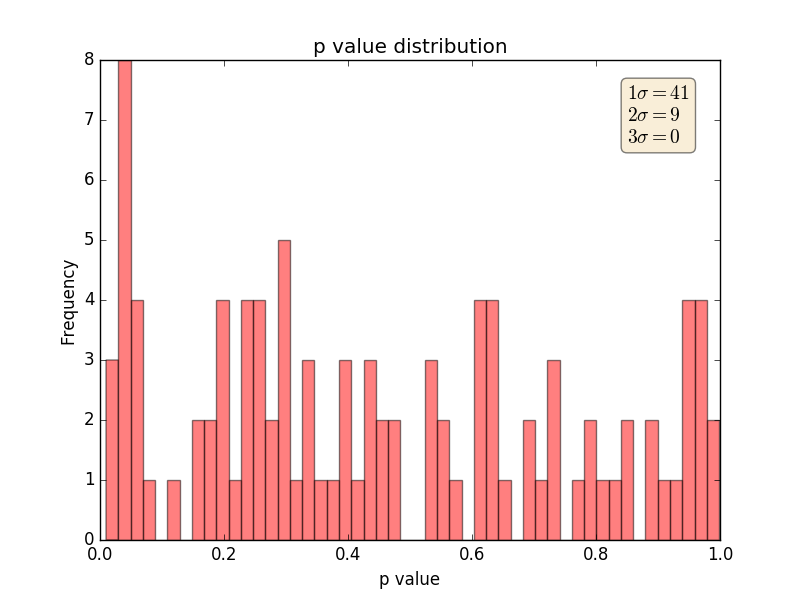 p value distribution
8
7
6
5
4
3
2
1
0
Frequency
1σ = 41
2σ = 9
3σ = 0
0.0 0.2 0.4 0.6 0.8 1.0
p value